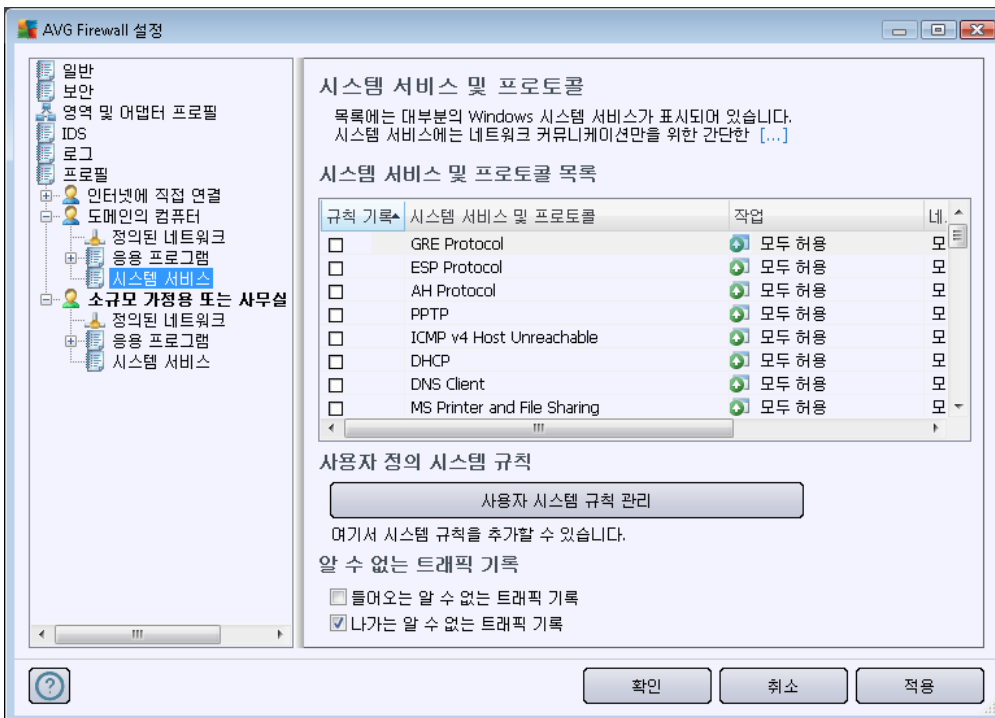 AVG Firewall 설정
일반
보안
영역 및 어댑터 프로필
IDS
로그
프로필
인터넷에 직접 연결
도메인의 컴퓨터
정의된 네트워크
응용 프로그램
시스템 서비스
소규모 가정용 또는 사무실
정의된 네트워크
응용 프로그램
시스템 서비스
시스템 서비스 및 프로토콜
목록에는 대부분의 Windows 시스템 서비스가 표시되어 있습니다.
시스템 서비스에는 네트워크 커뮤니케이션만을 위한 간단한 [...]
시스템 서비스 및 프로토콜 목록
규칙 기록 시스템 서비스 및 프로토콜 작업 네.
GRE Protocol 모두 허용 모
ESP Protocol 모두 허용 모
AH Protocol 모두 허용 모
PPTP 모두 허용 모
ICMP v4 Host Unreachable 모두 허용 모
DHCP 모두 허용 모
DNS Client 모두 허용 모
MS Printer and File Sharing 모두 허용 모
사용자 정의 시스템 규칙
사용자 시스템 규칙 관리
여기서 시스템 규칙을 추가할 수 있습니다.
알 수 없는 트래픽 기록
들어오는 알 수 없는 트래픽 기록
나가는 알 수 없는 트래픽 기록
확인 취소 적용